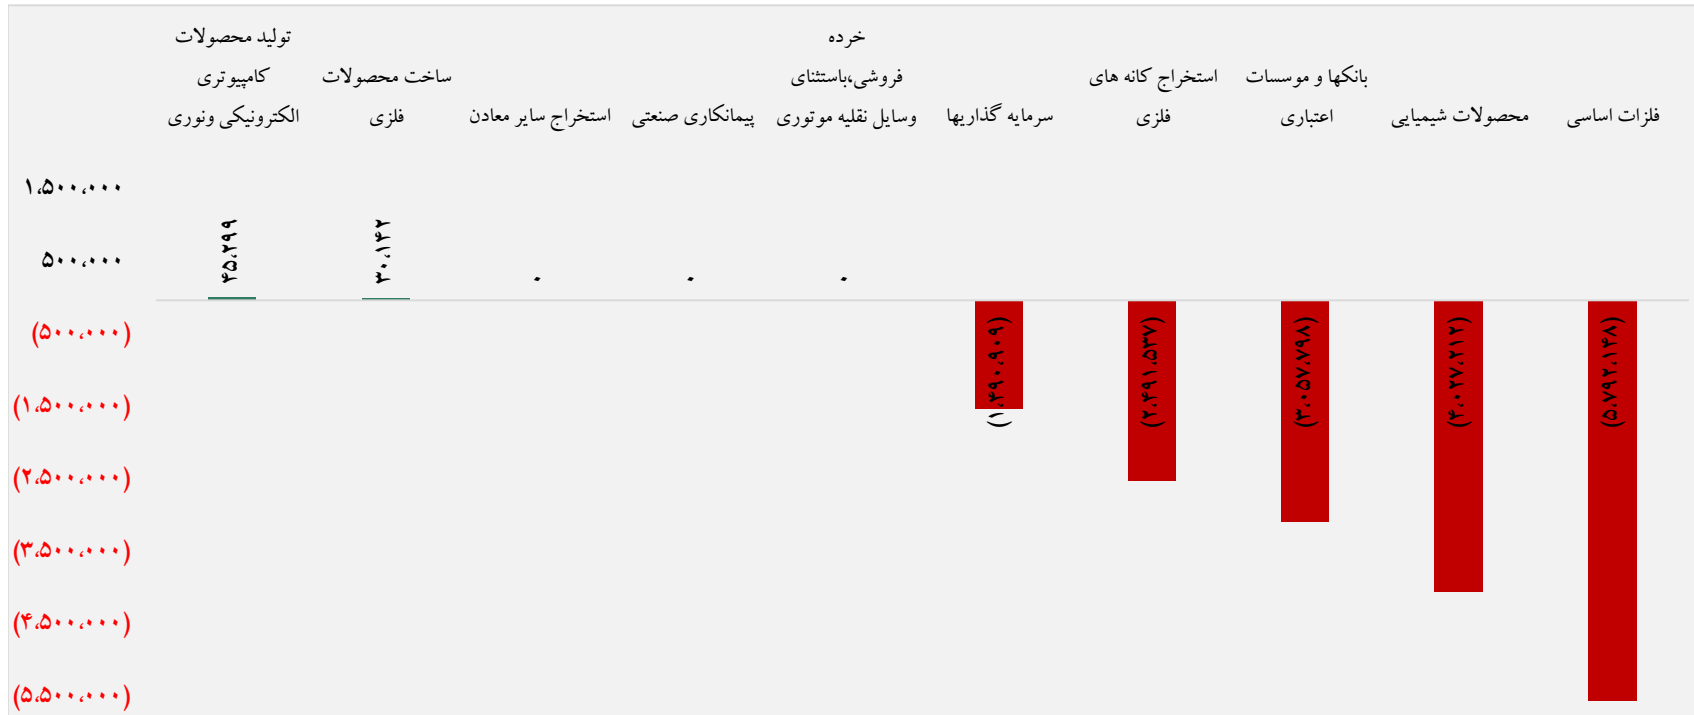 تولید محصولات
کامپیوتری
الکترونیکی ونوری
ساخت محصولات
فلزی
استخراج سایر معادن
پیمانکاری صنعتی
خرده
فروشی،باستثنای
وسایل نقلیه موتوری
سرمایه گذاریها
استخراج کانه های
فلزی
بانکها و موسسات
اعتباری
محصولات شیمیایی
فلزات اساسی
۱،۵۰۰،۰۰۰
۵۰۰،۰۰۰
(۵۰۰،۰۰۰)
(۱،۵۰۰،۰۰۰)
(۲،۵۰۰،۰۰۰)
(۳،۵۰۰،۰۰۰)
(۴،۵۰۰،۰۰۰)
(۵،۵۰۰،۰۰۰)
۴۵،۲۹۹
۳۰،۱۴۲
۰
۰
۰
(۱،۴۹۰،۹۰۹)
(۲،۴۹۱،۵۳۷)
(۳،۰۵۷،۷۹۸)
(۴،۰۲۷،۲۱۲)
(۵،۷۹۲،۱۴۸)